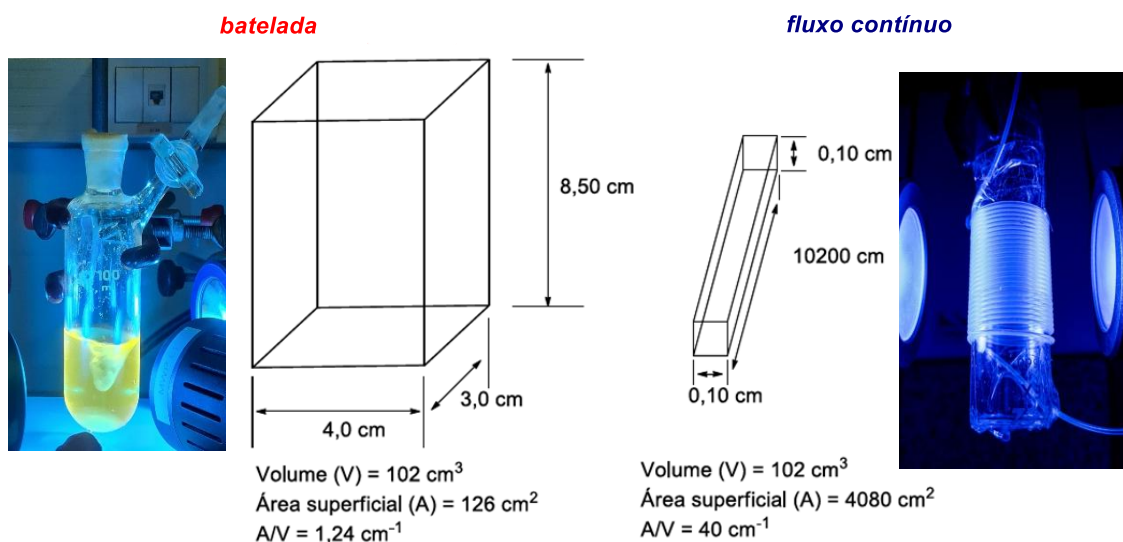 batelada
fluxo contínuo
100
8,50 cm
3,0 cm
4,0 cm
Volume (V) = 102 cm³
Área superficial (A) = 126 cm²
A/V = 1,24 cm⁻¹
0,10 cm
10200 cm
0,10 cm
Volume (V) = 102 cm³
Área superficial (A) = 4080 cm²
A/V = 40 cm⁻¹